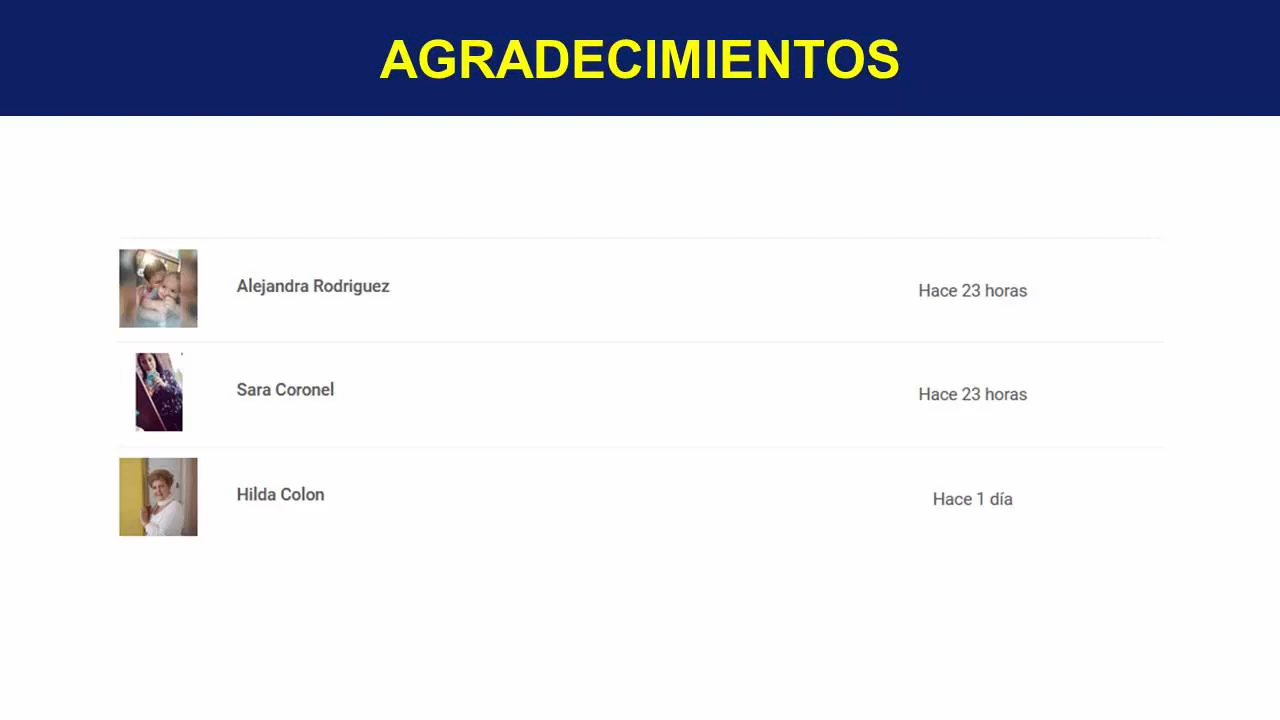 AGRADECIMIENTOS
Alejandra Rodriguez
Hace 23 horas
Sara Coronel
Hace 23 horas
Hilda Colon
Hace 1 día